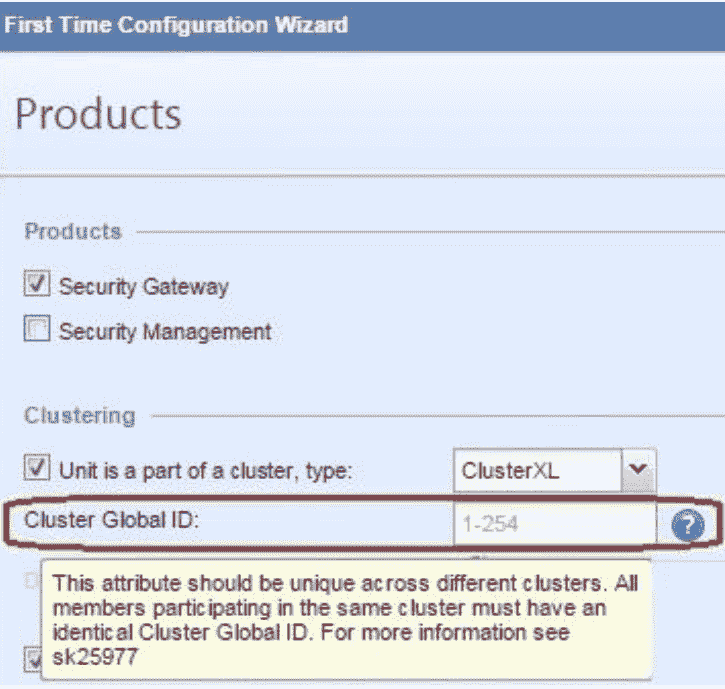 First Time Configuration Wizard
Products
Products
Security Gateway
Security Management
Clustering
Unit is a part of a cluster, type: ClusterXL
Cluster Global ID: 1-254 ?
This attribute should be unique across different clusters. All
members participating in the same cluster must have an
identical Cluster Global ID. For more information see
sk25977